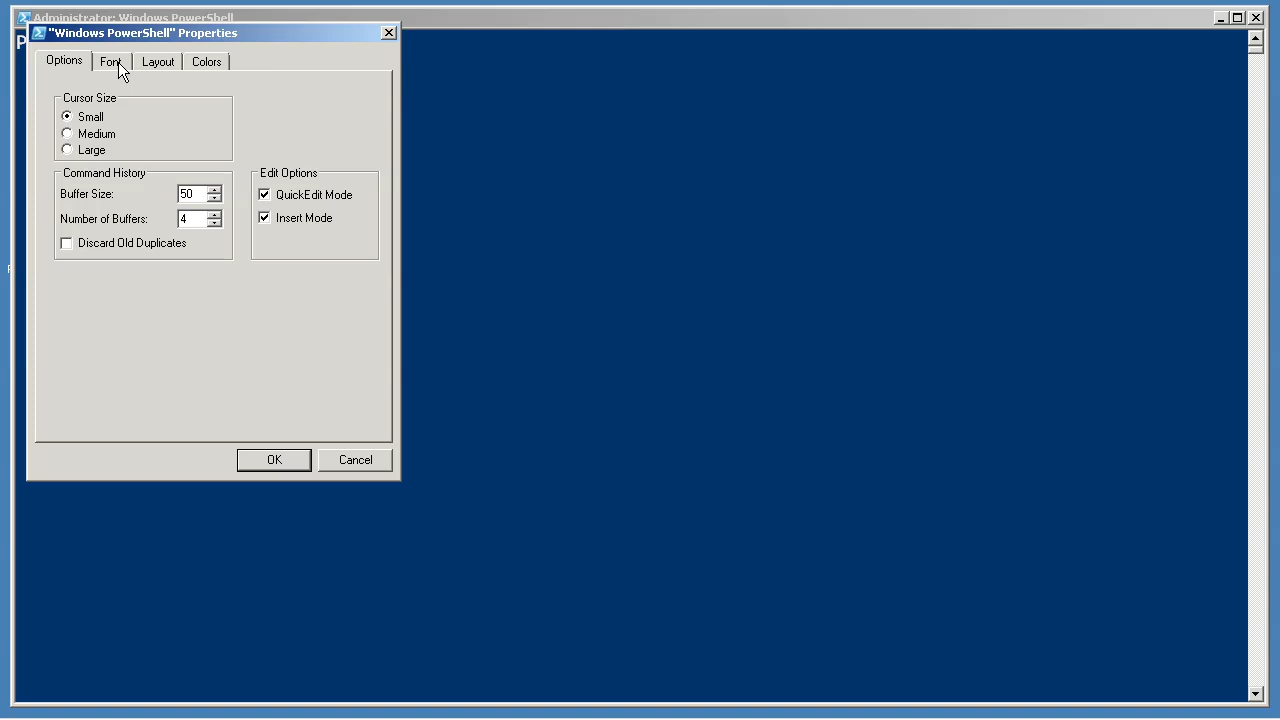 Administrator: Windows PowerShell
"Windows PowerShell" Properties
P
Options Font Layout Colors
Cursor Size
Small
Medium
Large
Command History
Buffer Size: 50
Number of Buffers: 4
Discard Old Duplicates
Edit Options
QuickEdit Mode
Insert Mode
OK Cancel